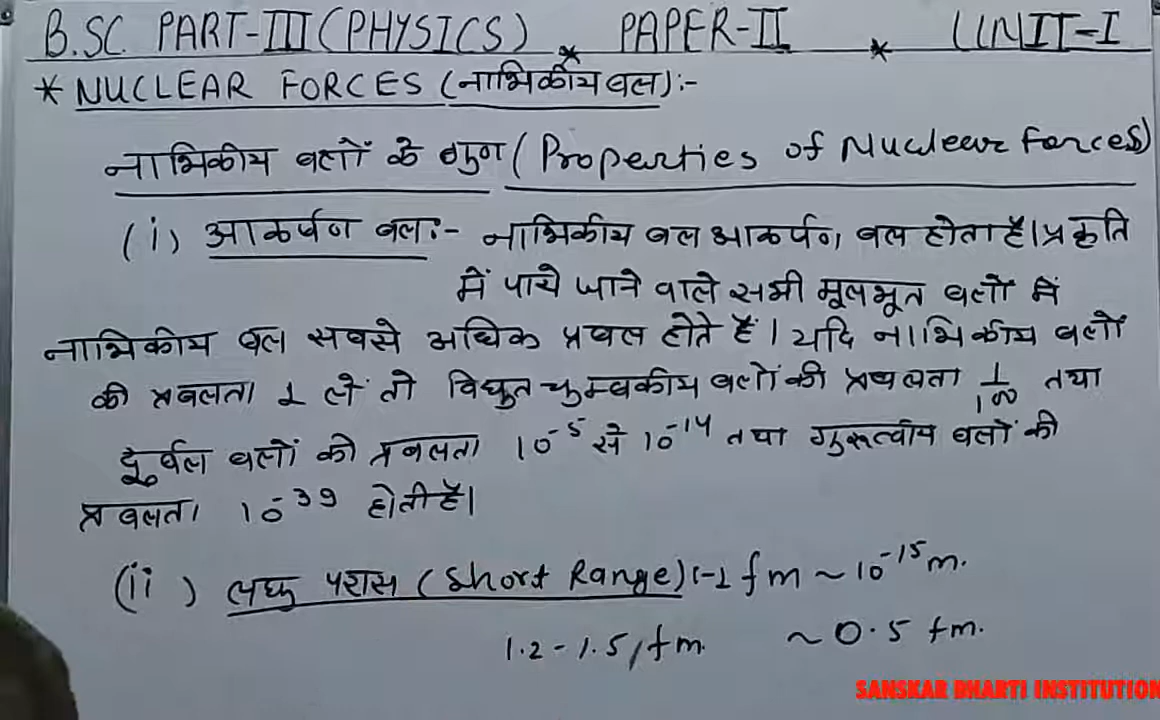 B.SC PART-III (PHYSICS) * PAPER-II * UNIT-I
* NUCLEAR FORCES (नाभिकीय बल):-
नाभिकीय बलों के गुण (Properties of Nuclear Forces)
(i) आकर्षण बल:- नाभिकीय बल आकर्षण बल होता है। प्रकृति
में पाये जाने वाले सभी मूलभूत बलों में
नाभिकीय बल सबसे अधिक प्रबल होते हैं। यदि नाभिकीय बलों
की प्रबलता 1 लें तो विद्युत चुम्बकीय बलों की प्रबलता 1/100 तथा
दुर्बल बलों की प्रबलता 10⁻⁵ से 10⁻¹⁴ तथा गुरूत्वीय बलों की
प्रबलता 10⁻³⁹ होती है।
(ii) लघु परास (Short Range):-1 fm ~ 10⁻¹⁵ m.
1.2 - 1.5 fm. ~ 0.5 fm.
SANSKAR BHARTI INSTITUTION